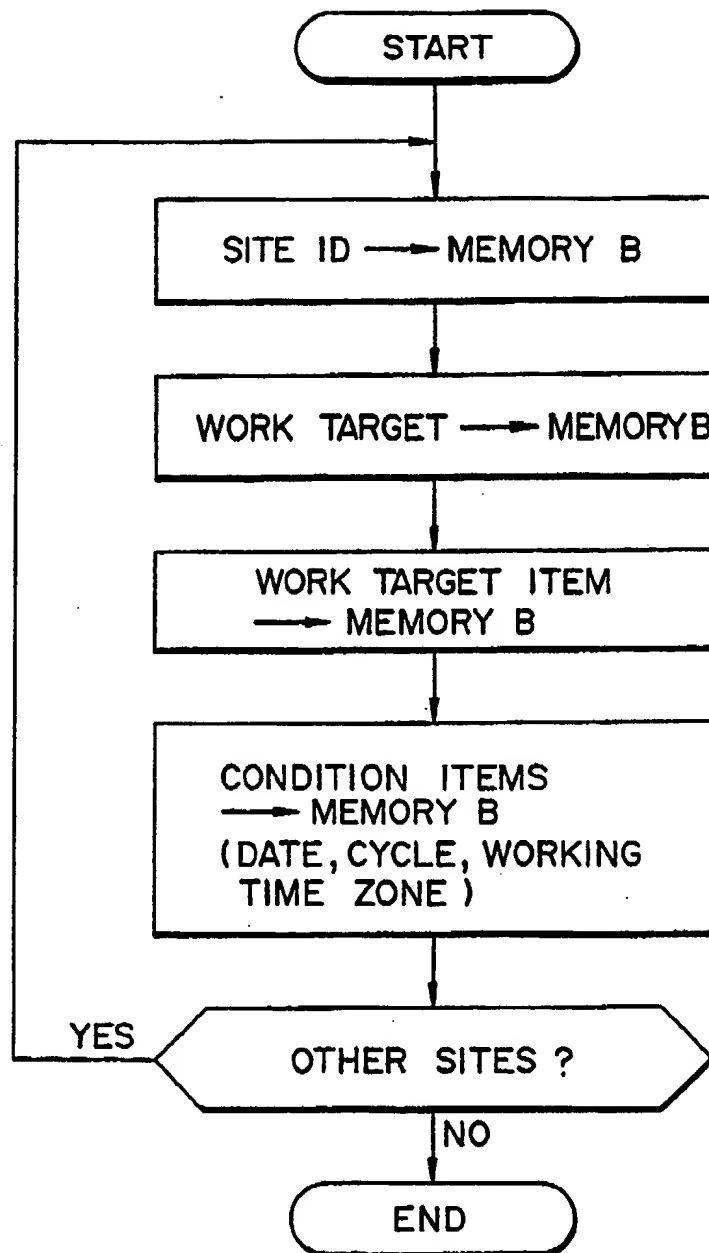 START
SITE ID → MEMORY B
WORK TARGET → MEMORY B
WORK TARGET ITEM
→ MEMORY B
CONDITION ITEMS
→ MEMORY B
(DATE, CYCLE, WORKING
TIME ZONE)
YES
OTHER SITES ?
NO
END